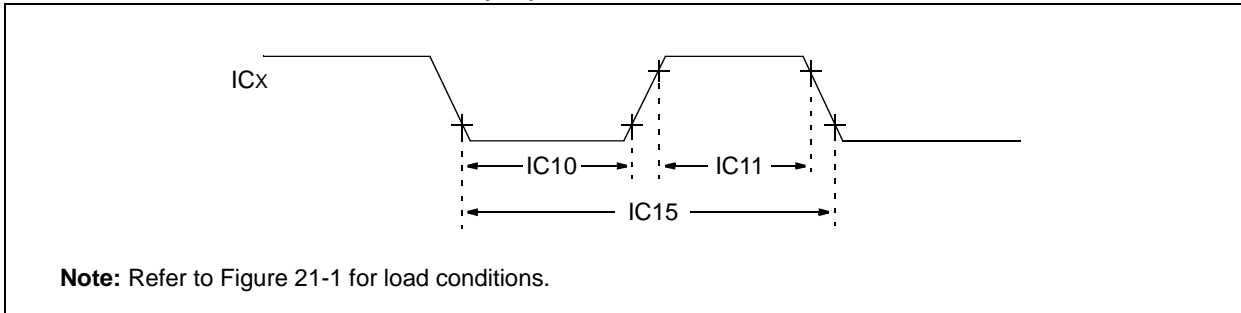 ICX
IC10
IC11
IC15
Note: Refer to Figure 21-1 for load conditions.